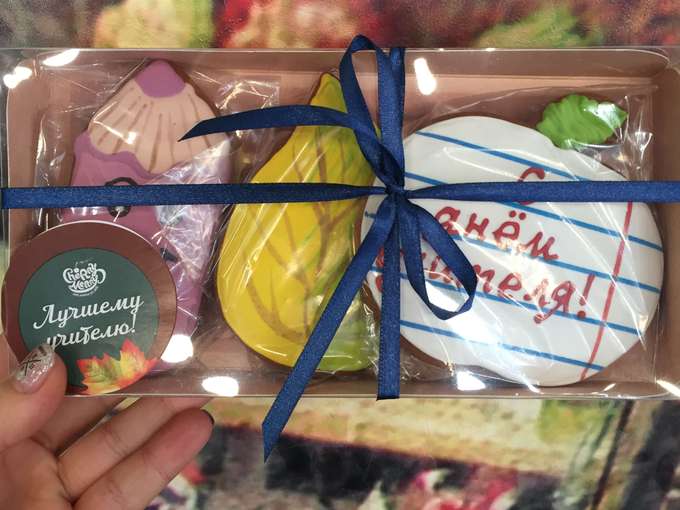 Лучшему
учителю!
С
Днём
учителя!